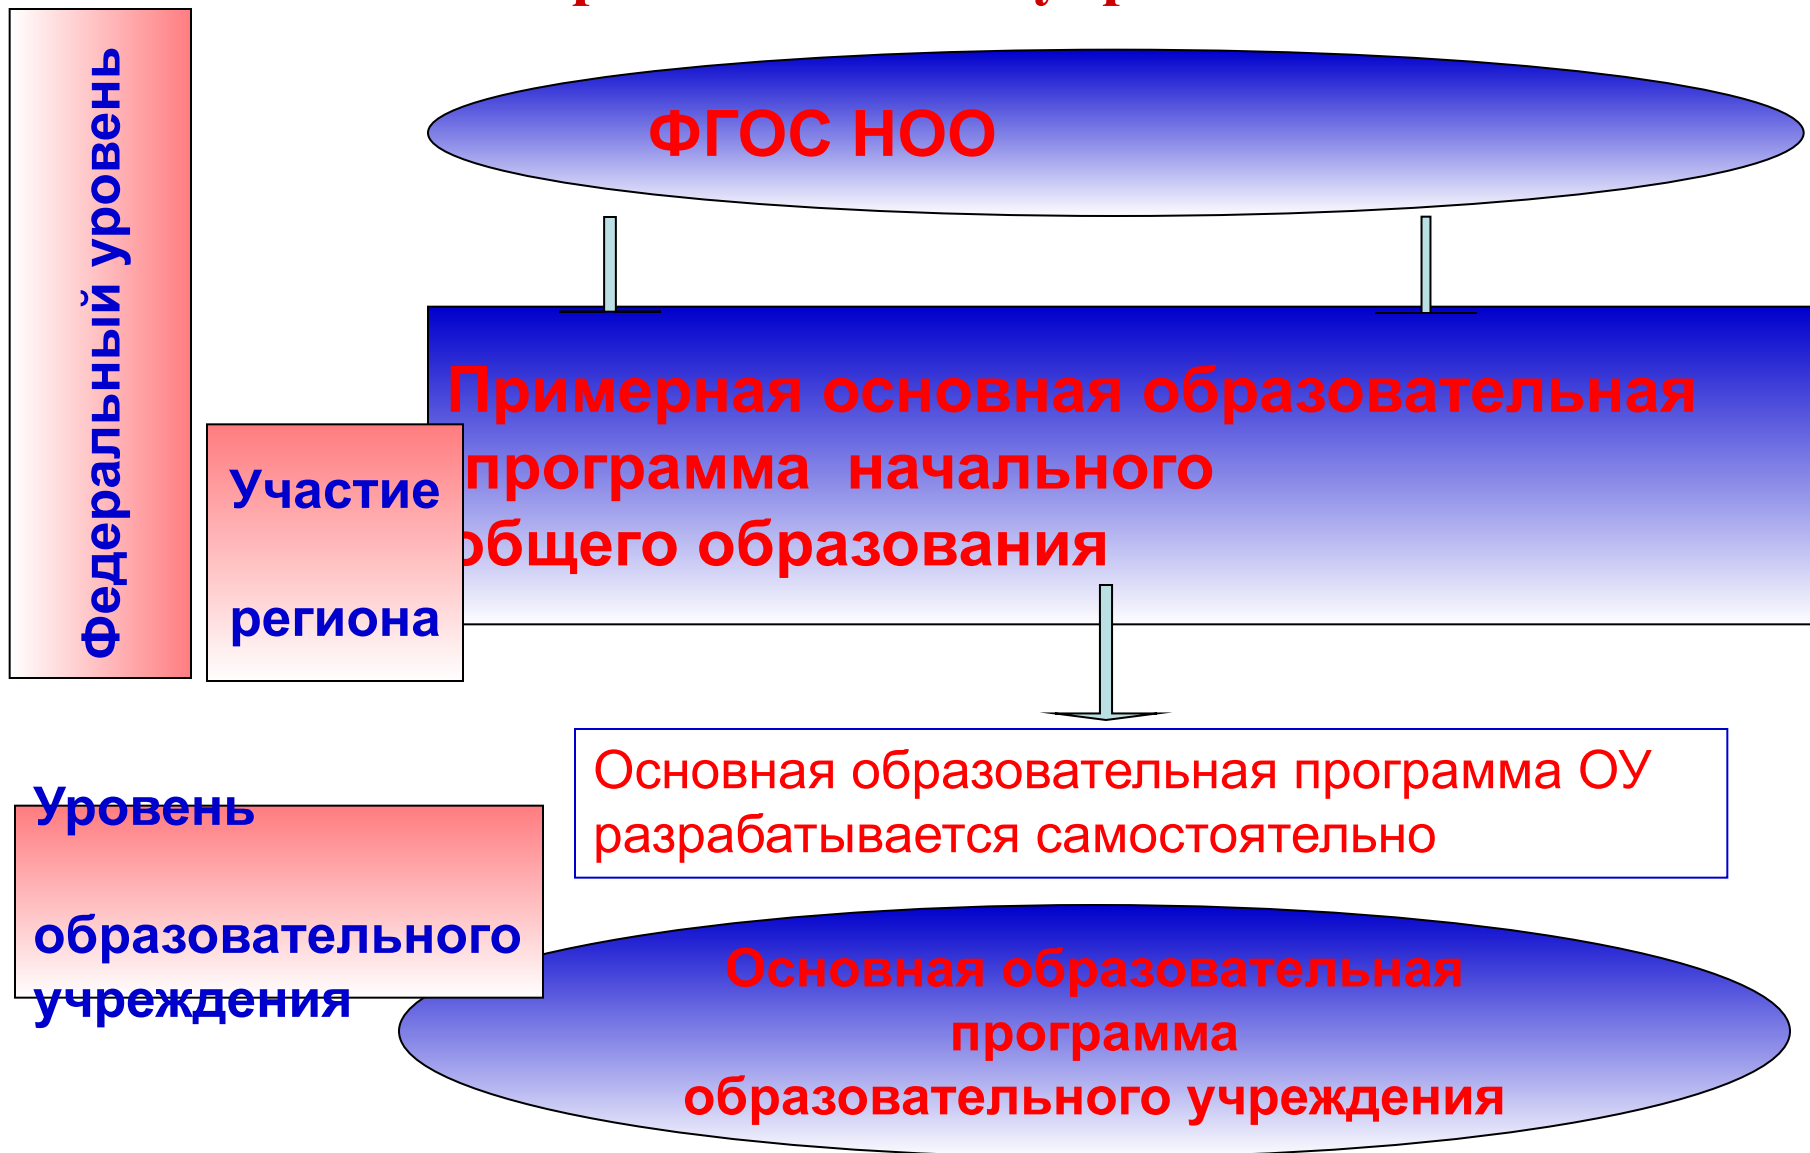 Федеральный уровень
ФГОС НОО
Примерная основная образовательная
программа начального
общего образования
Участие
региона
Основная образовательная программа ОУ
разрабатывается самостоятельно
Уровень
образовательного
учреждения
Основная образовательная
программа
образовательного учреждения